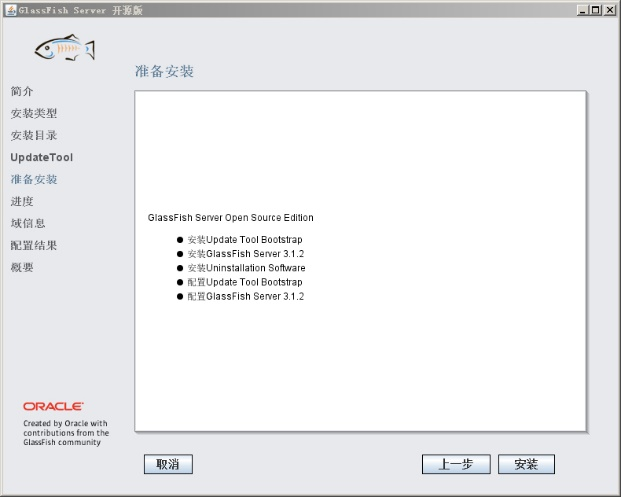 GlassFish Server 开源版
准备安装
简介
安装类型
安装目录
UpdateTool
准备安装
进度
域信息
配置结果
概要
GlassFish Server Open Source Edition
安装Update Tool Bootstrap
安装GlassFish Server 3.1.2
安装Uninstallation Software
配置Update Tool Bootstrap
配置GlassFish Server 3.1.2
ORACLE
Created by Oracle with
contributions from the
GlassFish community
取消
上一步
安装